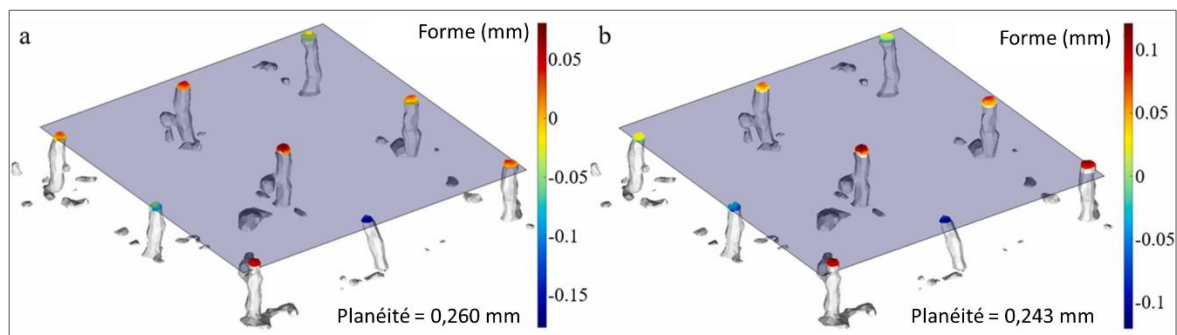 a
Forme (mm)
0.05
0
-0.05
-0.1
-0.15
Planéité = 0,260 mm
b
Forme (mm)
0.1
0.05
0
-0.05
-0.1
Planéité = 0,243 mm